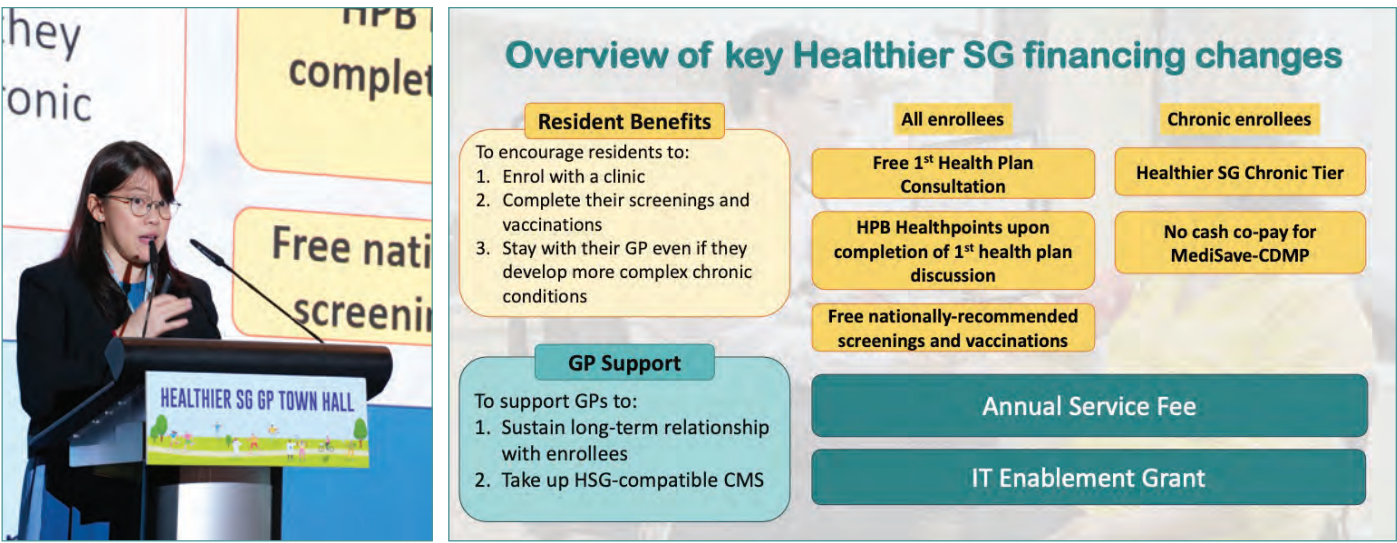 they
ronic
HPB
complet
Free nati
screenin
HEALTHIER SG GP TOWN HALL
Overview of key Healthier SG financing changes
Resident Benefits
To encourage residents to:
1. Enrol with a clinic
2. Complete their screenings and
vaccinations
3. Stay with their GP even if they
develop more complex chronic
conditions
All enrollees
Free 1st Health Plan
Consultation
HPB Healthpoints upon
completion of 1st health plan
discussion
Free nationally-recommended
screenings and vaccinations
Chronic enrollees
Healthier SG Chronic Tier
No cash co-pay for
MediSave-CDMP
GP Support
To support GPs to:
1. Sustain long-term relationship
with enrollees
2. Take up HSG-compatible CMS
Annual Service Fee
IT Enablement Grant